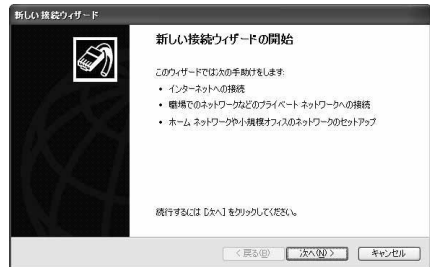 新しい接続ウィザード
新しい接続ウィザードの開始
このウィザードでは次の手助けをします:
• インターネットへの接続
• 職場でのネットワークなどのプライベート ネットワークへの接続
• ホーム ネットワークや小規模オフィスのネットワークのセットアップ
続行するには [次へ] をクリックしてください。
< 戻る(B)
次へ(N) >
キャンセル